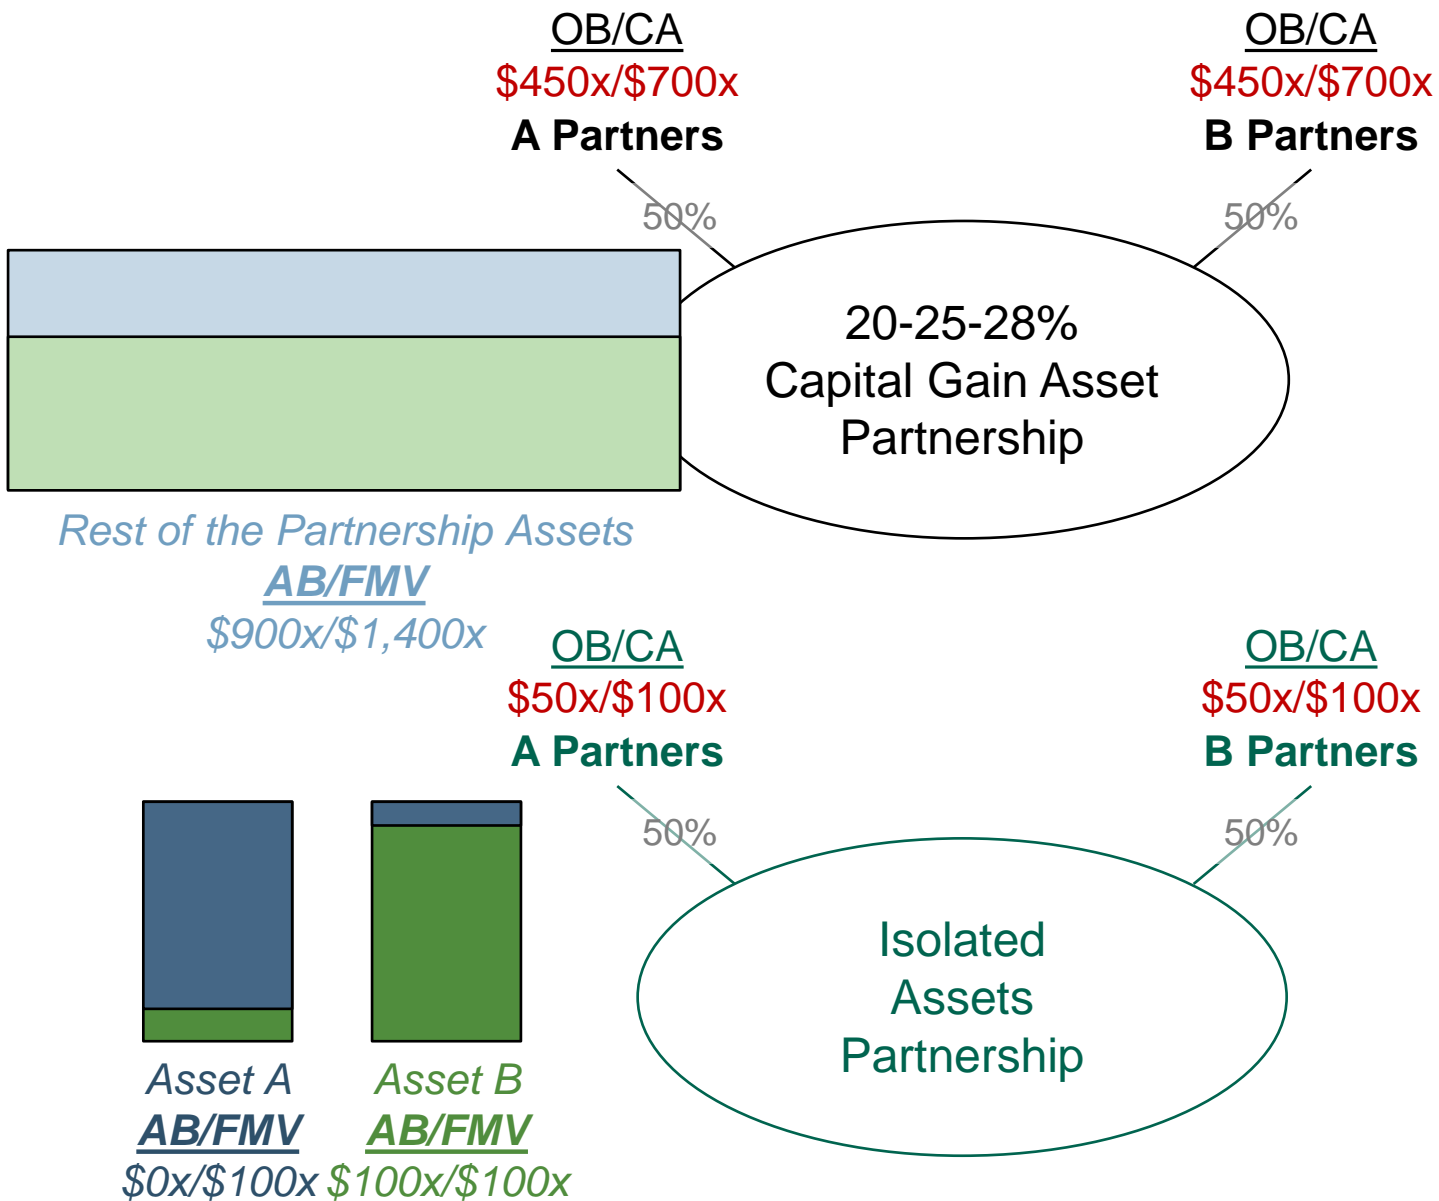 OB/CA
$450x/$700x
A Partners
50%
OB/CA
$450x/$700x
B Partners
50%
20-25-28%
Capital Gain Asset
Partnership
Rest of the Partnership Assets
AB/FMV
$900x/$1,400x
OB/CA
$50x/$100x
A Partners
50%
OB/CA
$50x/$100x
B Partners
50%
Isolated
Assets
Partnership
Asset A
AB/FMV
$0x/$100x
Asset B
AB/FMV
$100x/$100x